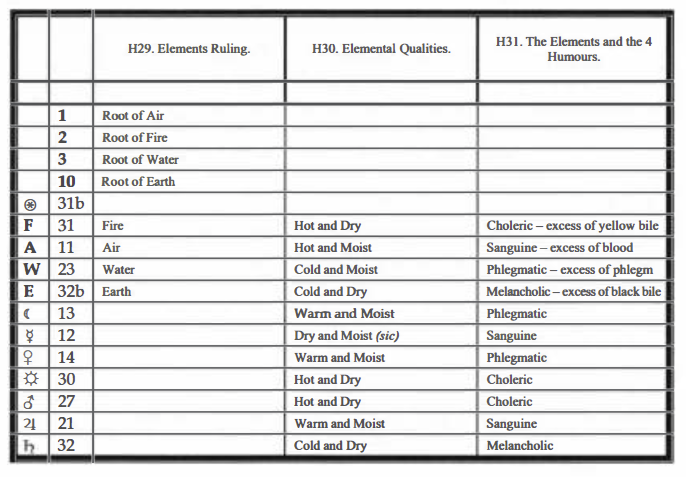 H29. Elements Ruling. H30. Elemental Qualities. H31. The Elements and the 4
Humours.
1 Root of Air
2 Root of Fire
3 Root of Water
10 Root of Earth
⊛ 31b
F 31 Fire Hot and Dry Choleric – excess of yellow bile
A 11 Air Hot and Moist Sanguine – excess of blood
W 23 Water Cold and Moist Phlegmatic – excess of phlegm
E 32b Earth Cold and Dry Melancholic – excess of black bile
☾ 13 Warm and Moist Phlegmatic
☿ 12 Dry and Moist (sic) Sanguine
♀ 14 Warm and Moist Phlegmatic
☼ 30 Hot and Dry Choleric
♂ 27 Hot and Dry Choleric
♃ 21 Warm and Moist Sanguine
♄ 32 Cold and Dry Melancholic